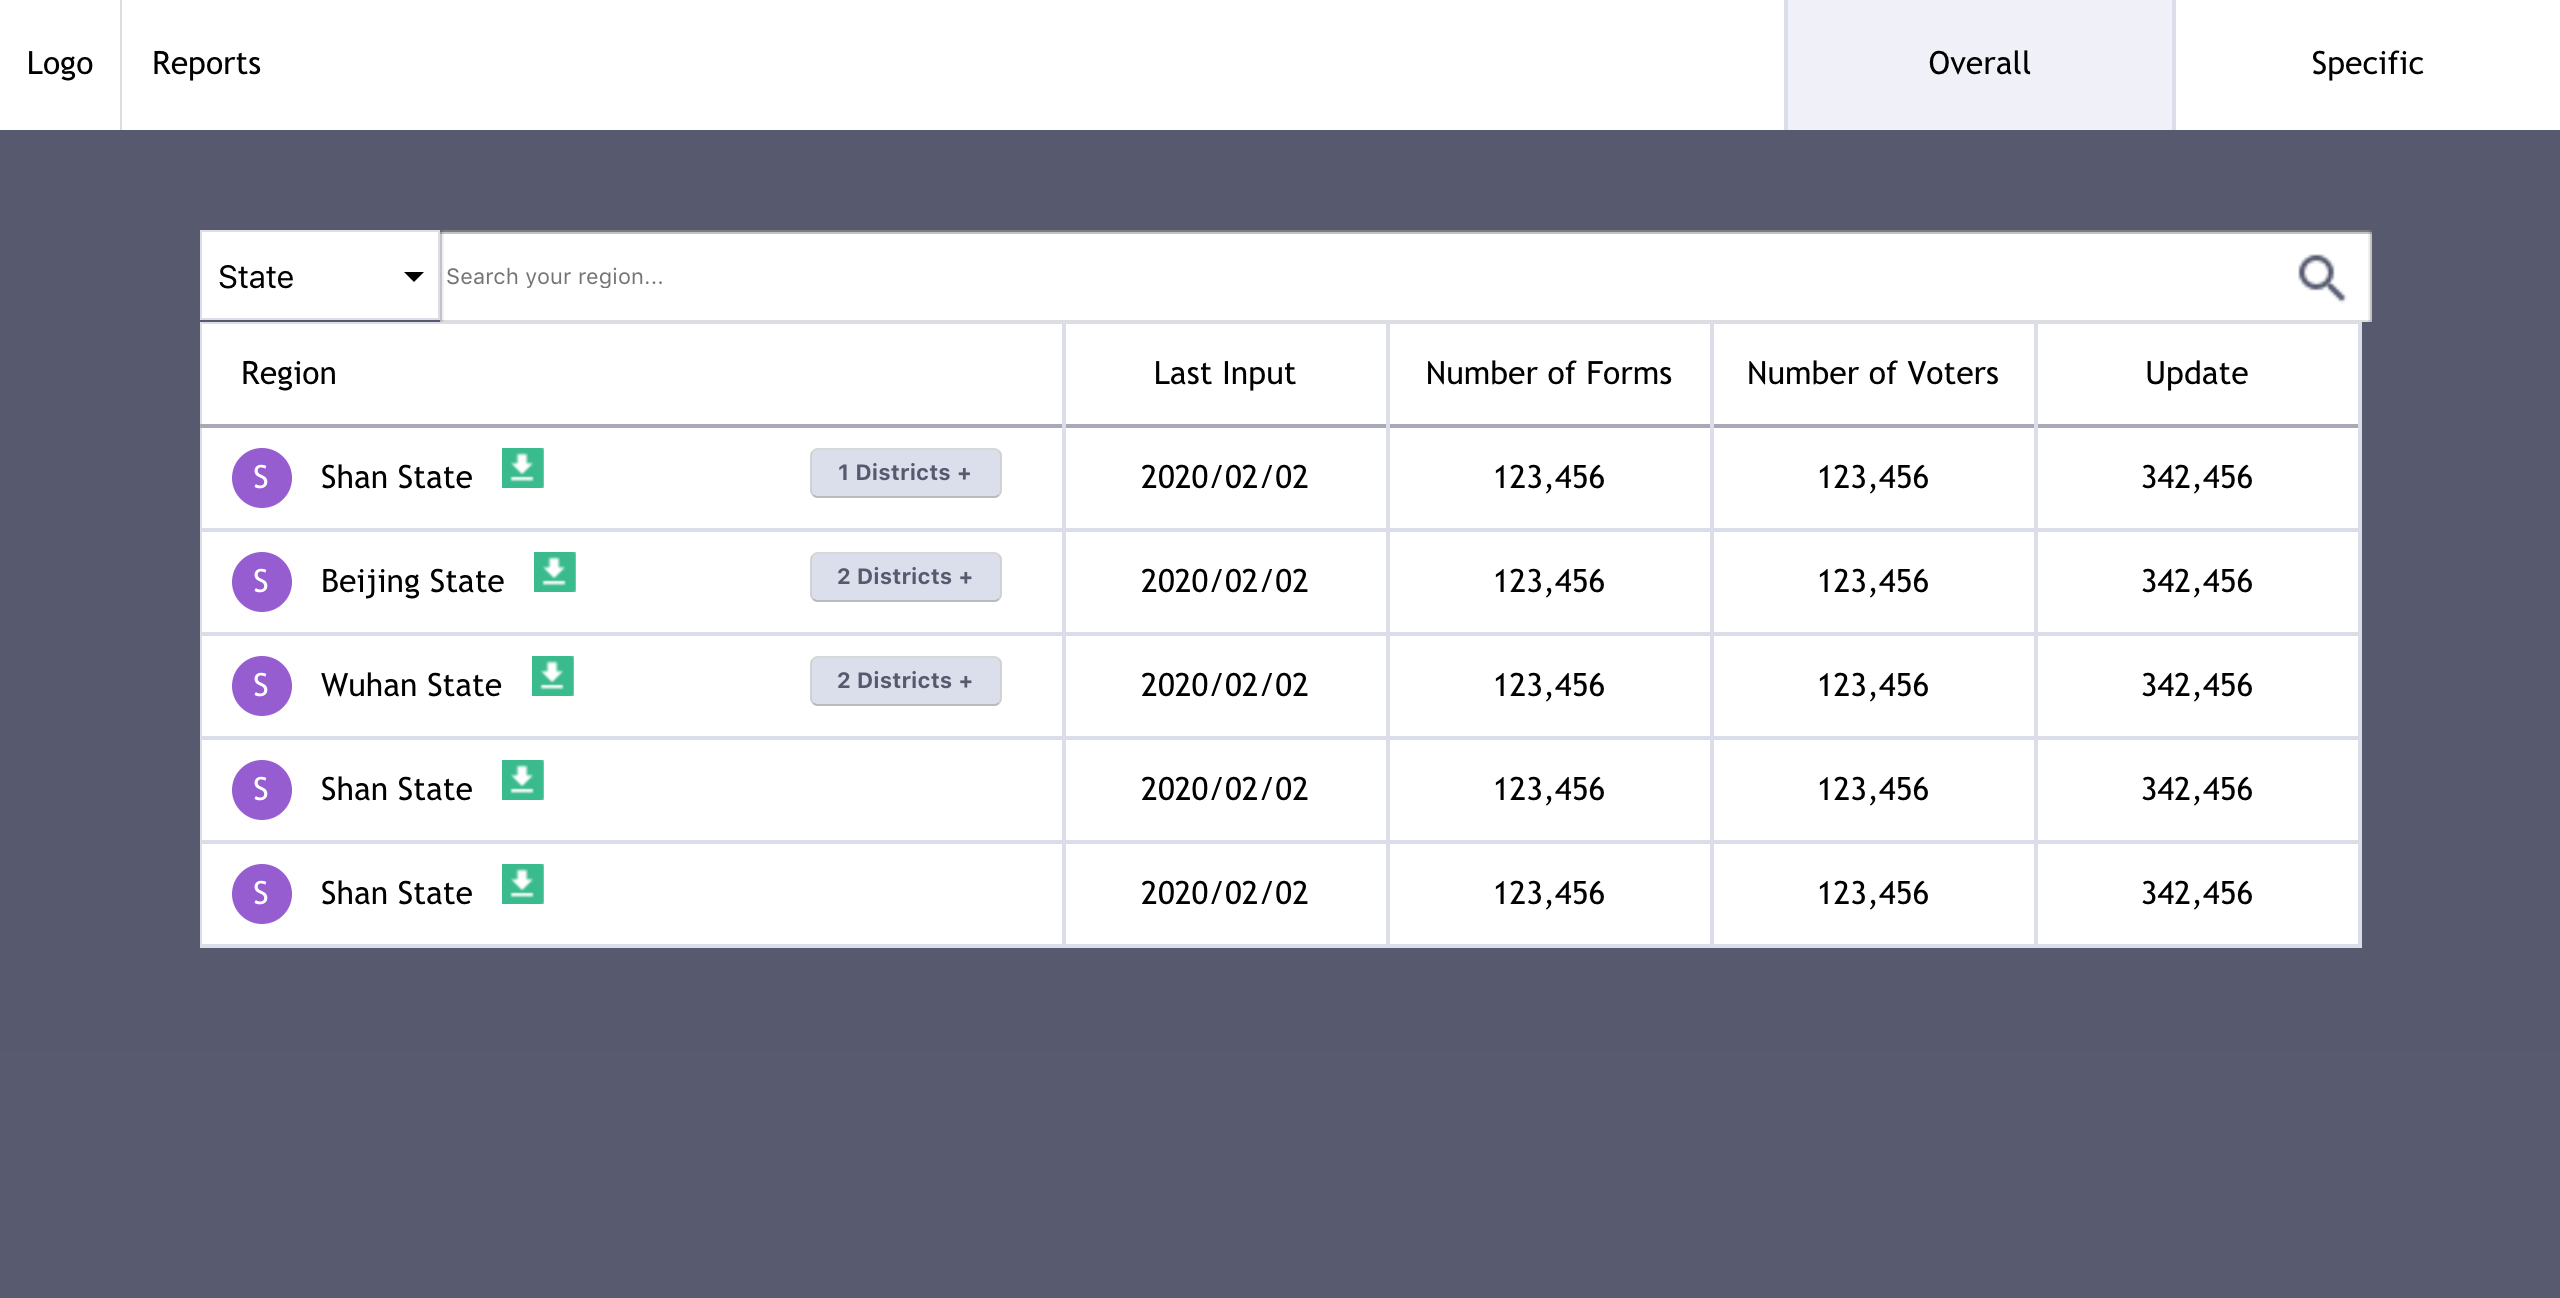 Logo Reports Overall Specific
State Search your region...
Region Last Input Number of Forms Number of Voters Update
S Shan State 1 Districts + 2020/02/02 123,456 123,456 342,456
S Beijing State 2 Districts + 2020/02/02 123,456 123,456 342,456
S Wuhan State 2 Districts + 2020/02/02 123,456 123,456 342,456
S Shan State 2020/02/02 123,456 123,456 342,456
S Shan State 2020/02/02 123,456 123,456 342,456